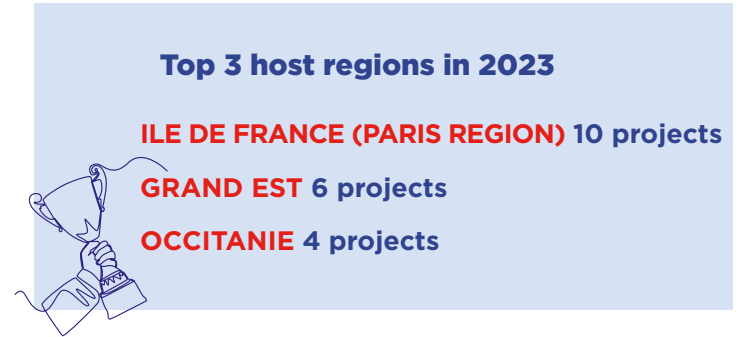 Top 3 host regions in 2023
ILE DE FRANCE (PARIS REGION) 10 projects
GRAND EST 6 projects
OCCITANIE 4 projects